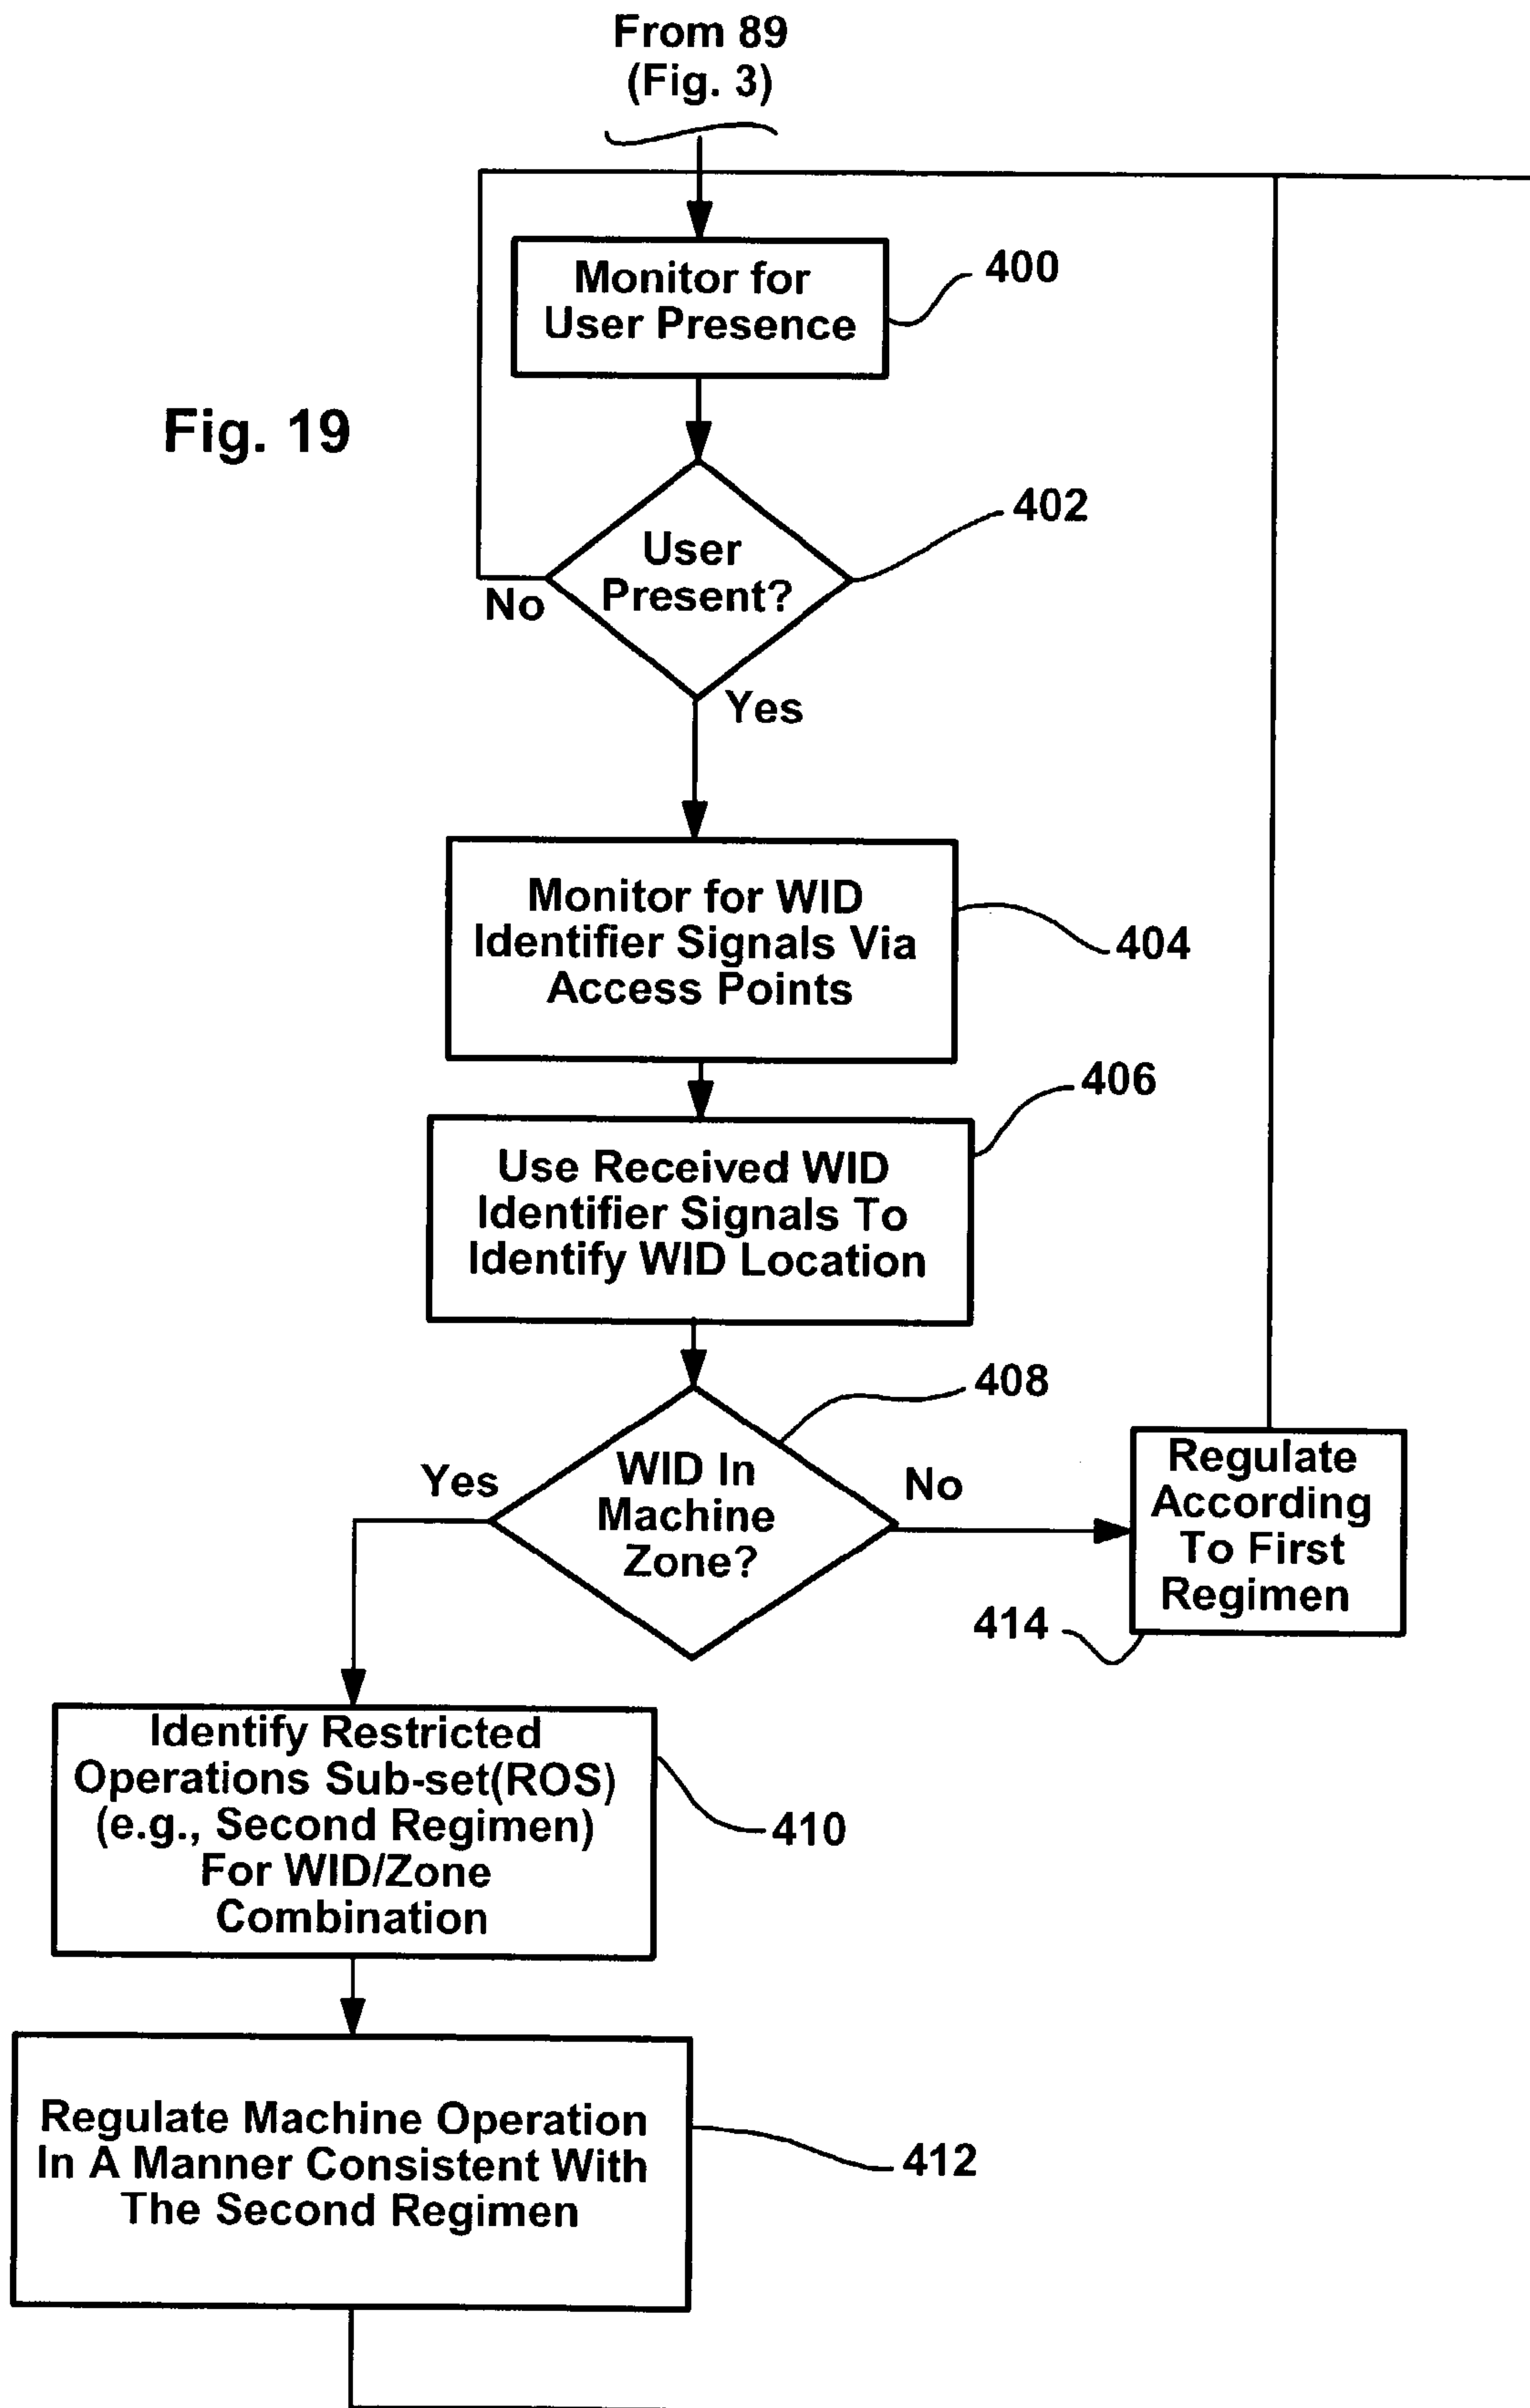 From 89
(Fig. 3)
Monitor for
User Presence
400
Fig. 19
402
User
Present?
No
Yes
Monitor for WID
Identifier Signals Via
Access Points
404
406
Use Received WID
Identifier Signals To
Identify WID Location
408
WID In
Machine
Zone?
Yes
No
Regulate
According
To First
Regimen
414
Identify Restricted
Operations Sub-set(ROS)
(e.g., Second Regimen)
For WID/Zone
Combination
410
Regulate Machine Operation
In A Manner Consistent With
The Second Regimen
412